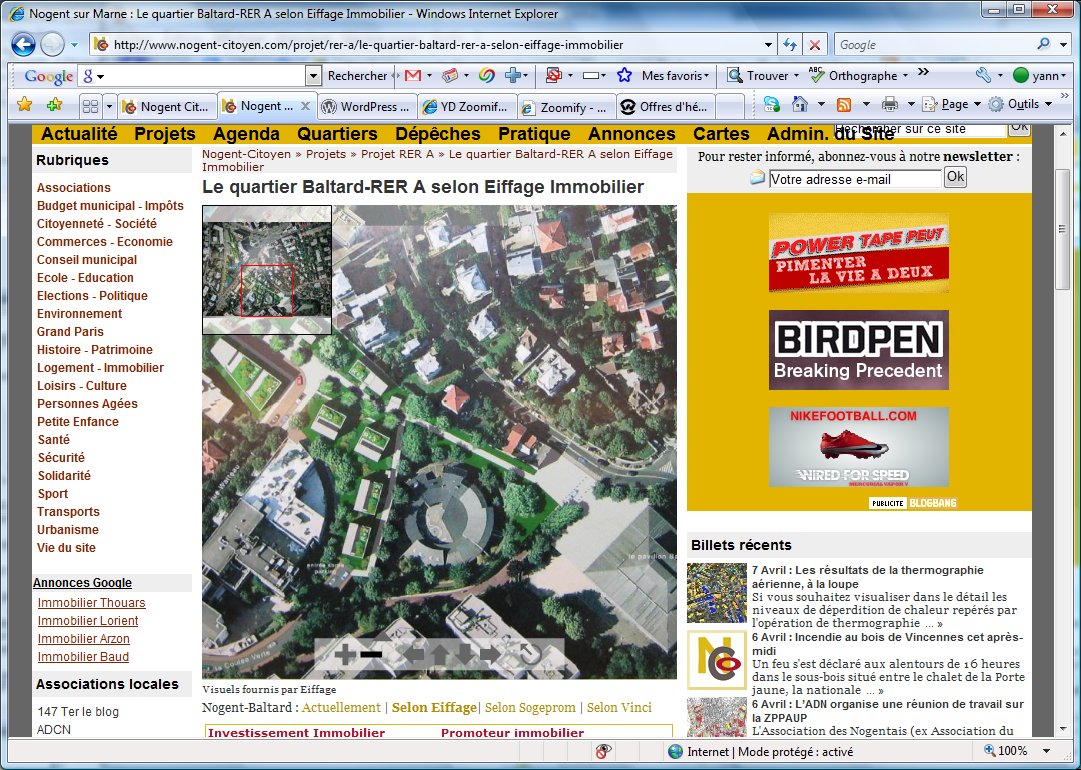 Nogent sur Marne : Le quartier Baltard-RER A selon Eiffage Immobilier - Windows Internet Explorer
http://www.nogent-citoyen.com/projet/rer-a/le-quartier-baltard-rer-a-selon-eiffage-immobilier
Google
Google
Rechercher
Mes favoris
Trouver
Orthographe
yann
Nogent Cit...
Nogent ...
WordPress ...
YD Zoomif...
Zoomify - ...
Offres d'hé...
Page
Outils
Actualité Projets Agenda Quartiers Dépêches Pratique Annonces Cartes Admin. du Site
Rechercher sur ce site
Ok
Rubriques
Associations
Budget municipal - Impôts
Citoyenneté - Société
Commerces - Economie
Conseil municipal
Ecole - Education
Elections - Politique
Environnement
Grand Paris
Histoire - Patrimoine
Logement - Immobilier
Loisirs - Culture
Personnes Agées
Petite Enfance
Santé
Sécurité
Solidarité
Sport
Transports
Urbanisme
Vie du site
Annonces Google
Immobilier Thouars
Immobilier Lorient
Immobilier Arzon
Immobilier Baud
Associations locales
147 Ter le blog
ADCN
Nogent-Citoyen » Projets » Projet RER A » Le quartier Baltard-RER A selon Eiffage
Immobilier
Le quartier Baltard-RER A selon Eiffage Immobilier
entrée rampe
parking
le pavillon Ba
la Coulée Verte
Visuels fournis par Eiffage
Nogent-Baltard : Actuellement | Selon Eiffage| Selon Sogeprom | Selon Vinci
Investissement Immobilier
Promoteur immobilier
Pour rester informé, abonnez-vous à notre newsletter :
Votre adresse e-mail
Ok
POWER TAPE PEUT
PIMENTER
LA VIE A DEUX
BIRDPEN
Breaking Precedent
NIKEFOOTBALL.COM
WIRED FOR SPEED
MERCURIAL VAPOR V
PUBLICITE BLOGBANG
Billets récents
7 Avril : Les résultats de la thermographie
aérienne, à la loupe
Si vous souhaitez visualiser dans le détail les
niveaux de déperdition de chaleur repérés par
l'opération de thermographie ... »
6 Avril : Incendie au bois de Vincennes cet après-
midi
Un feu s'est déclaré aux alentours de 16 heures
dans le sous-bois situé entre le chalet de la Porte
jaune, la nationale ... »
6 Avril : L'ADN organise une réunion de travail sur
la ZPPAUP
L'Association des Nogentais (ex Association du
Internet | Mode protégé : activé
100%